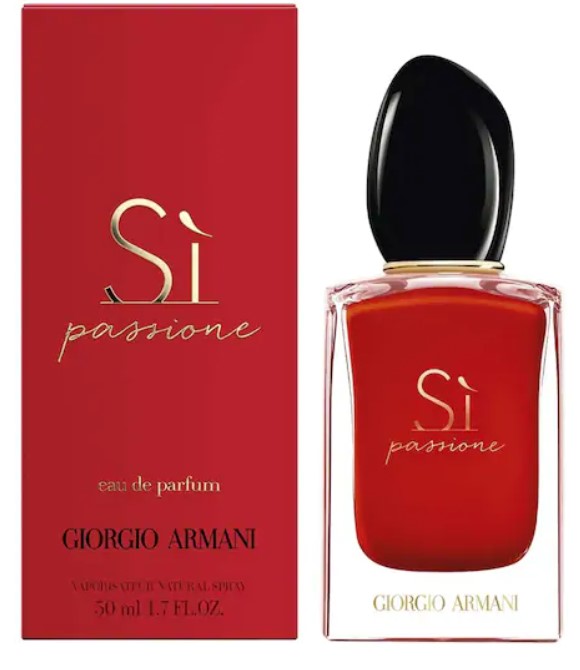 Sì
passione
eau de parfum
GIORGIO ARMANI
VAPORISATEUR NATURAL SPRAY
50 ml 1.7 FL.OZ.
Sì
passione
GIORGIO ARMANI